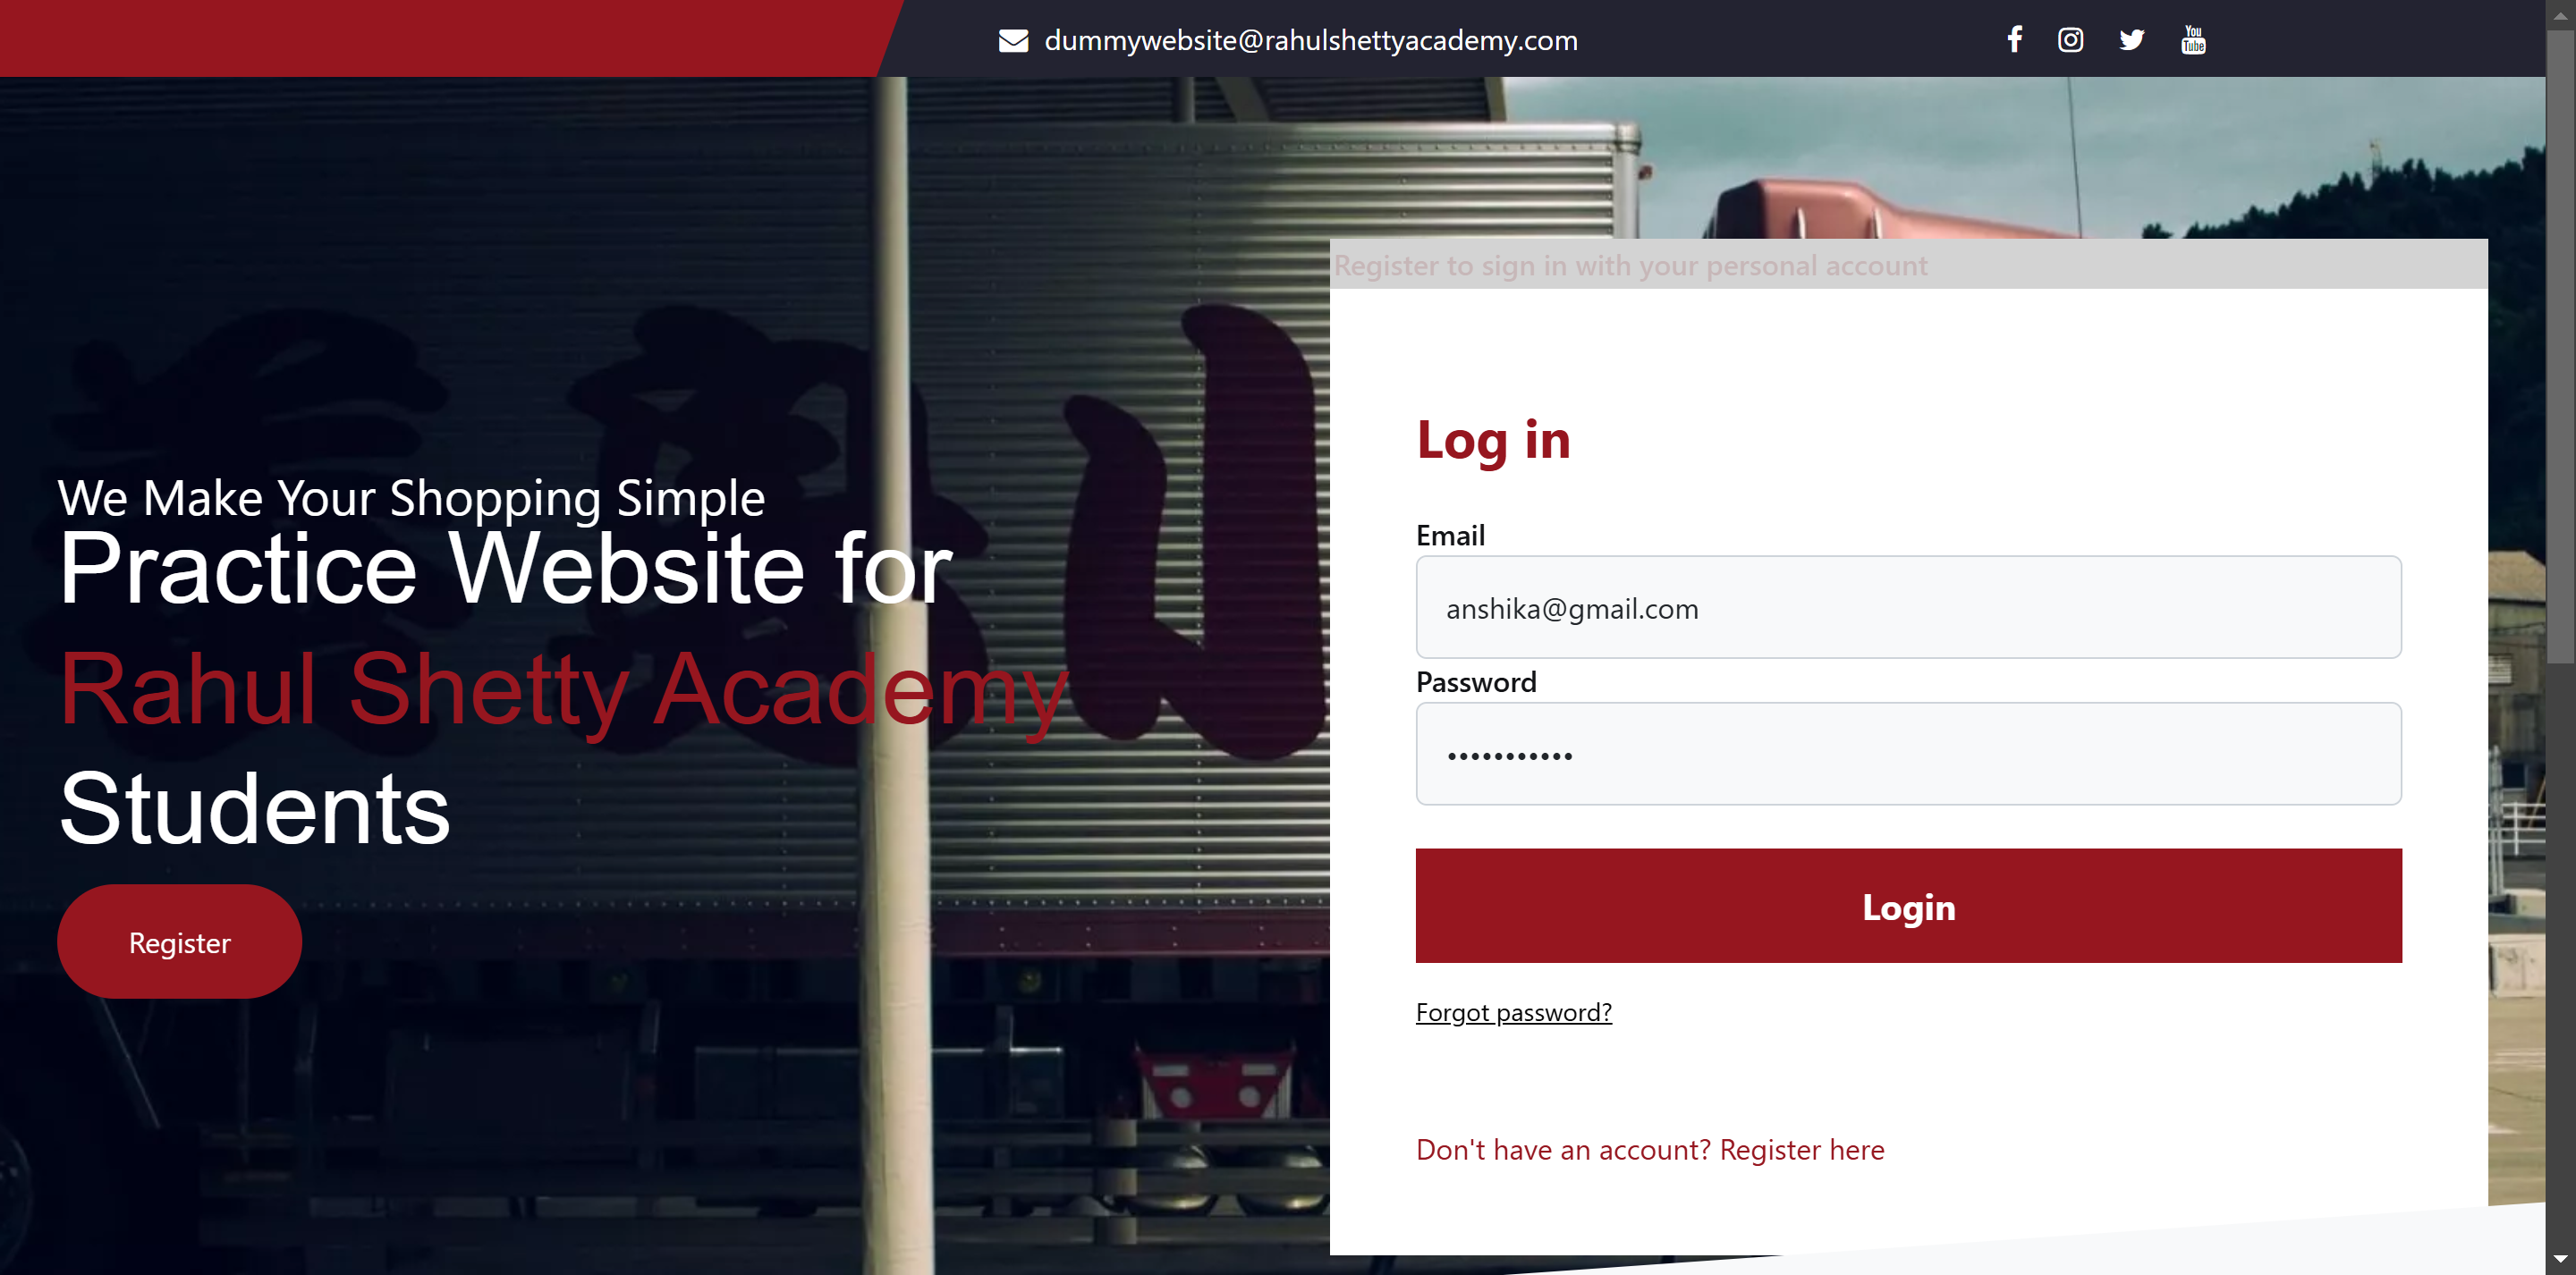 dummywebsite@rahulshettyacademy.com
You
Tube
Register to sign in with your personal account
We Make Your Shopping Simple
Practice Website for
Rahul Shetty Academy
Students
Register
Log in
Email
anshika@gmail.com
Password
•••••••••••
Login
Forgot password?
Don't have an account? Register here